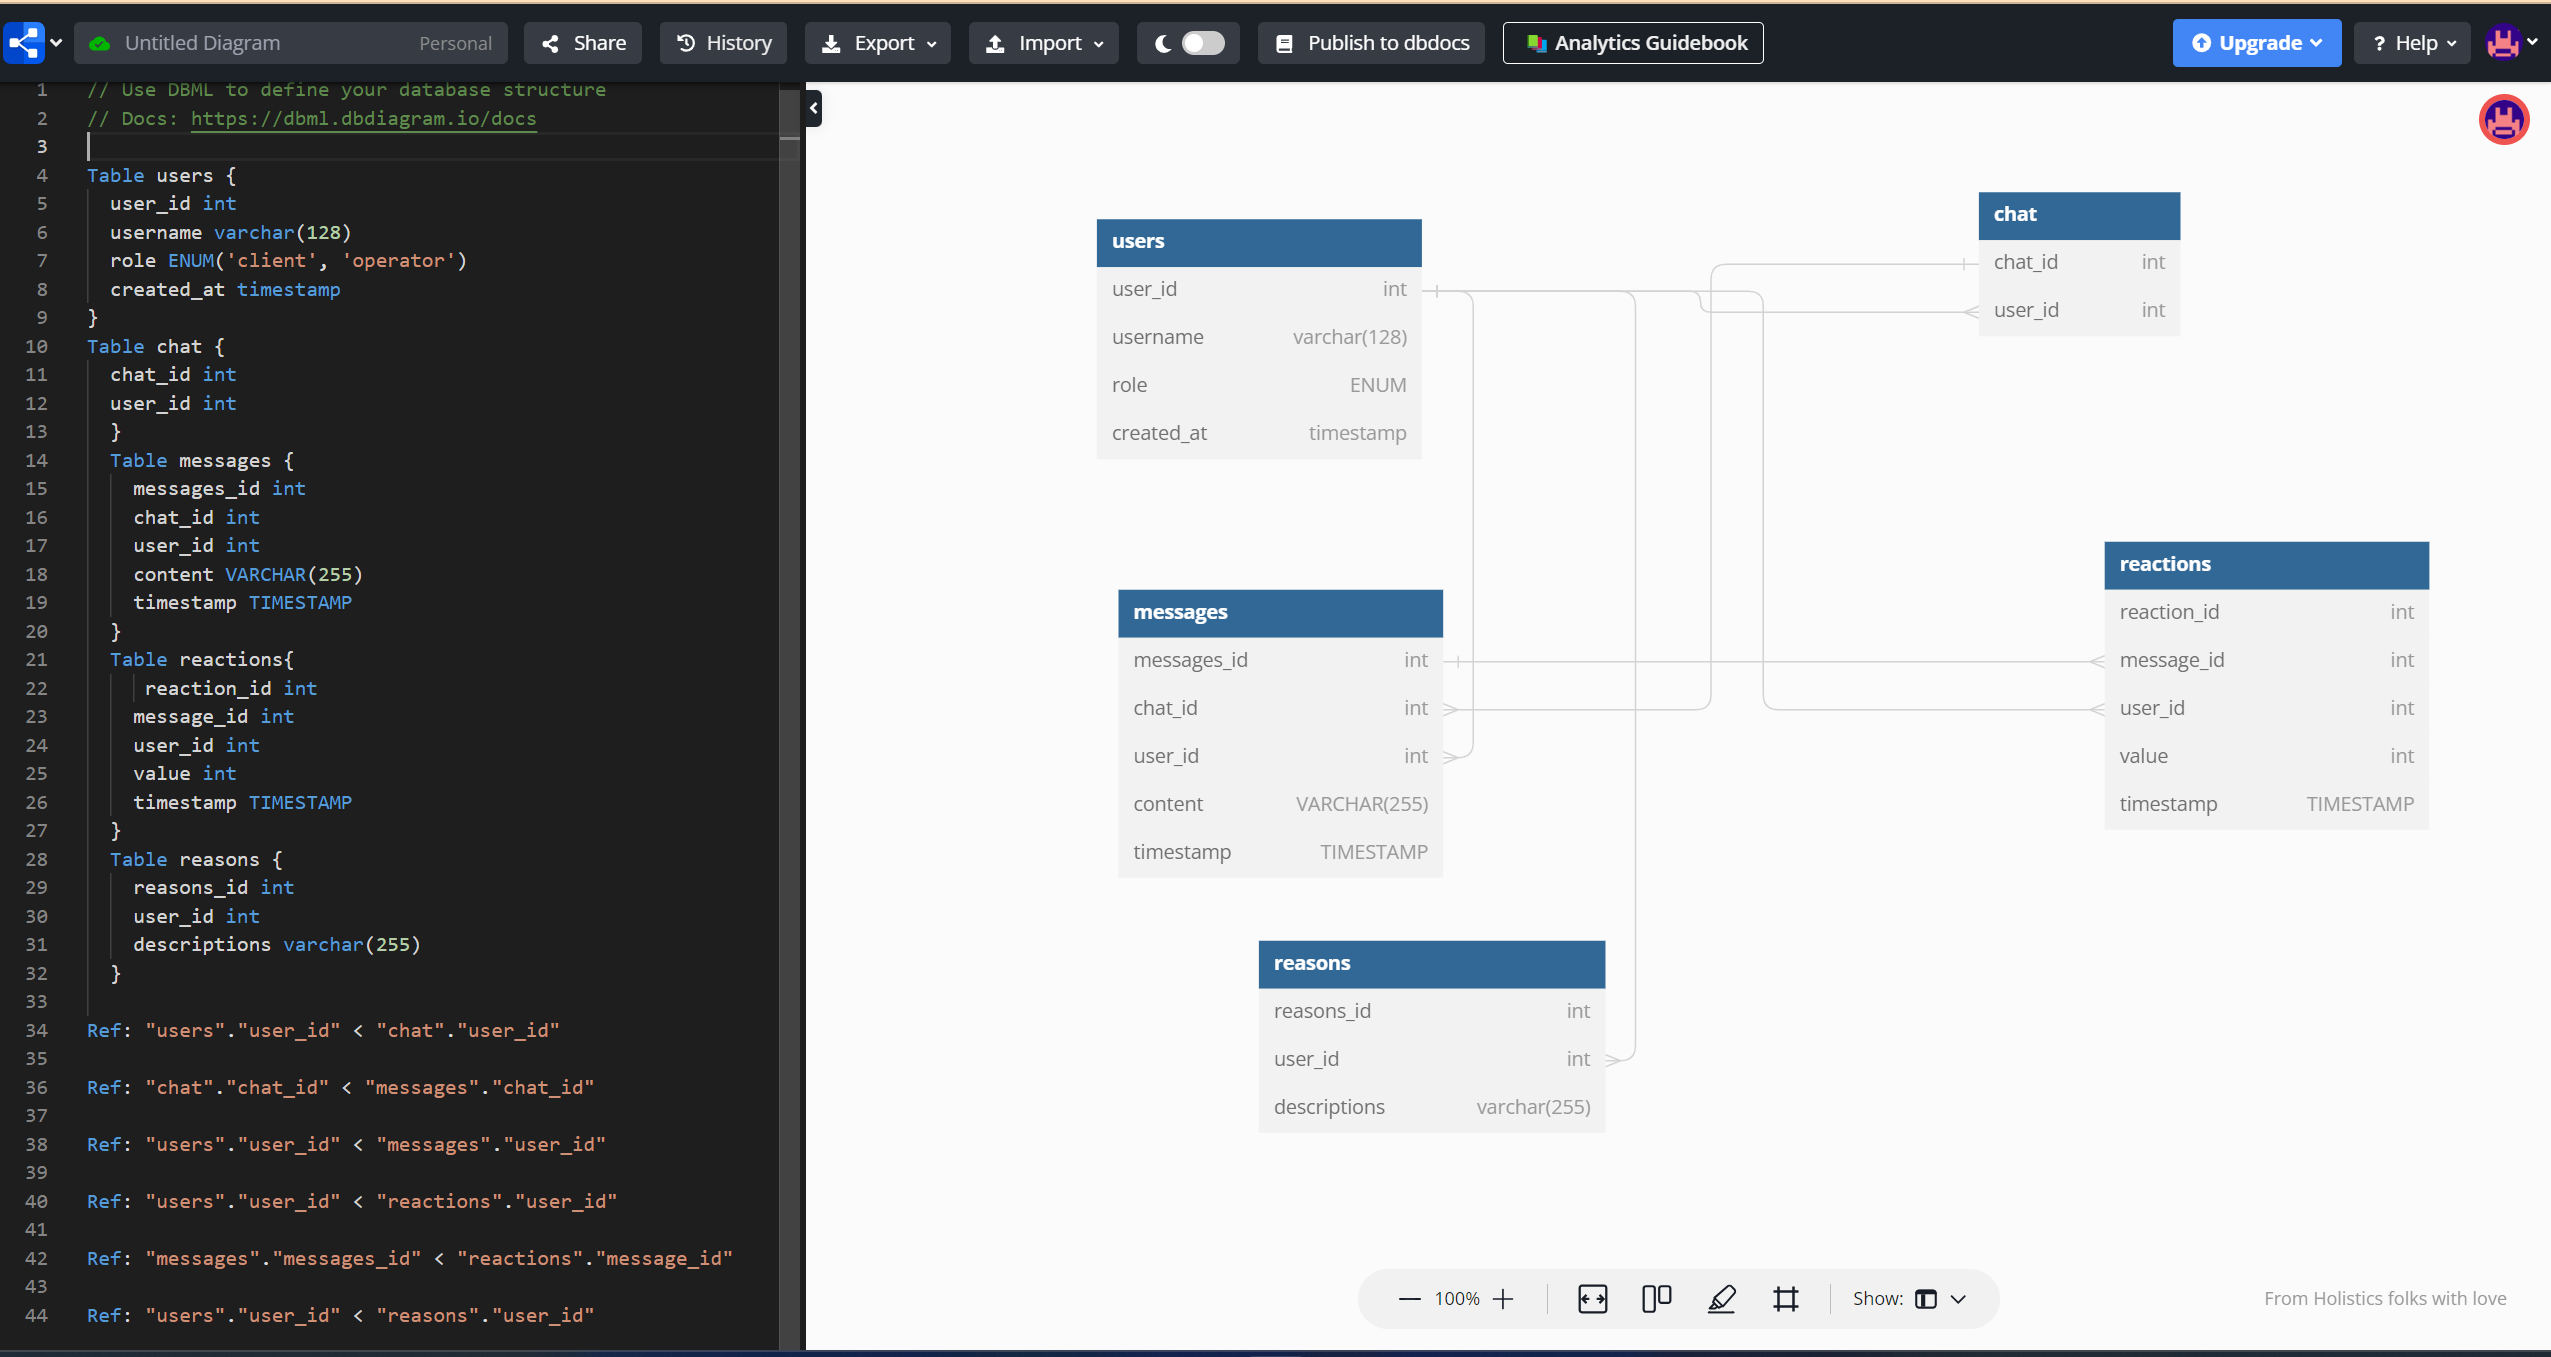 Untitled Diagram Personal Share History Export Import Publish to dbdocs Analytics Guidebook Upgrade ? Help
1 // Use DBML to define your database structure
2 // Docs: https://dbml.dbdiagram.io/docs
3
4 Table users {
5 user_id int
6 username varchar(128)
7 role ENUM('client', 'operator')
8 created_at timestamp
9 }
10 Table chat {
11 chat_id int
12 user_id int
13 }
14 Table messages {
15 messages_id int
16 chat_id int
17 user_id int
18 content VARCHAR(255)
19 timestamp TIMESTAMP
20 }
21 Table reactions{
22 reaction_id int
23 message_id int
24 user_id int
25 value int
26 timestamp TIMESTAMP
27 }
28 Table reasons {
29 reasons_id int
30 user_id int
31 descriptions varchar(255)
32 }
33
34 Ref: "users"."user_id" < "chat"."user_id"
35
36 Ref: "chat"."chat_id" < "messages"."chat_id"
37
38 Ref: "users"."user_id" < "messages"."user_id"
39
40 Ref: "users"."user_id" < "reactions"."user_id"
41
42 Ref: "messages"."messages_id" < "reactions"."message_id"
43
44 Ref: "users"."user_id" < "reasons"."user_id"
users
user_id int
username varchar(128)
role ENUM
created_at timestamp
chat
chat_id int
user_id int
messages
messages_id int
chat_id int
user_id int
content VARCHAR(255)
timestamp TIMESTAMP
reactions
reaction_id int
message_id int
user_id int
value int
timestamp TIMESTAMP
reasons
reasons_id int
user_id int
descriptions varchar(255)
100% Show:
From Holistics folks with love